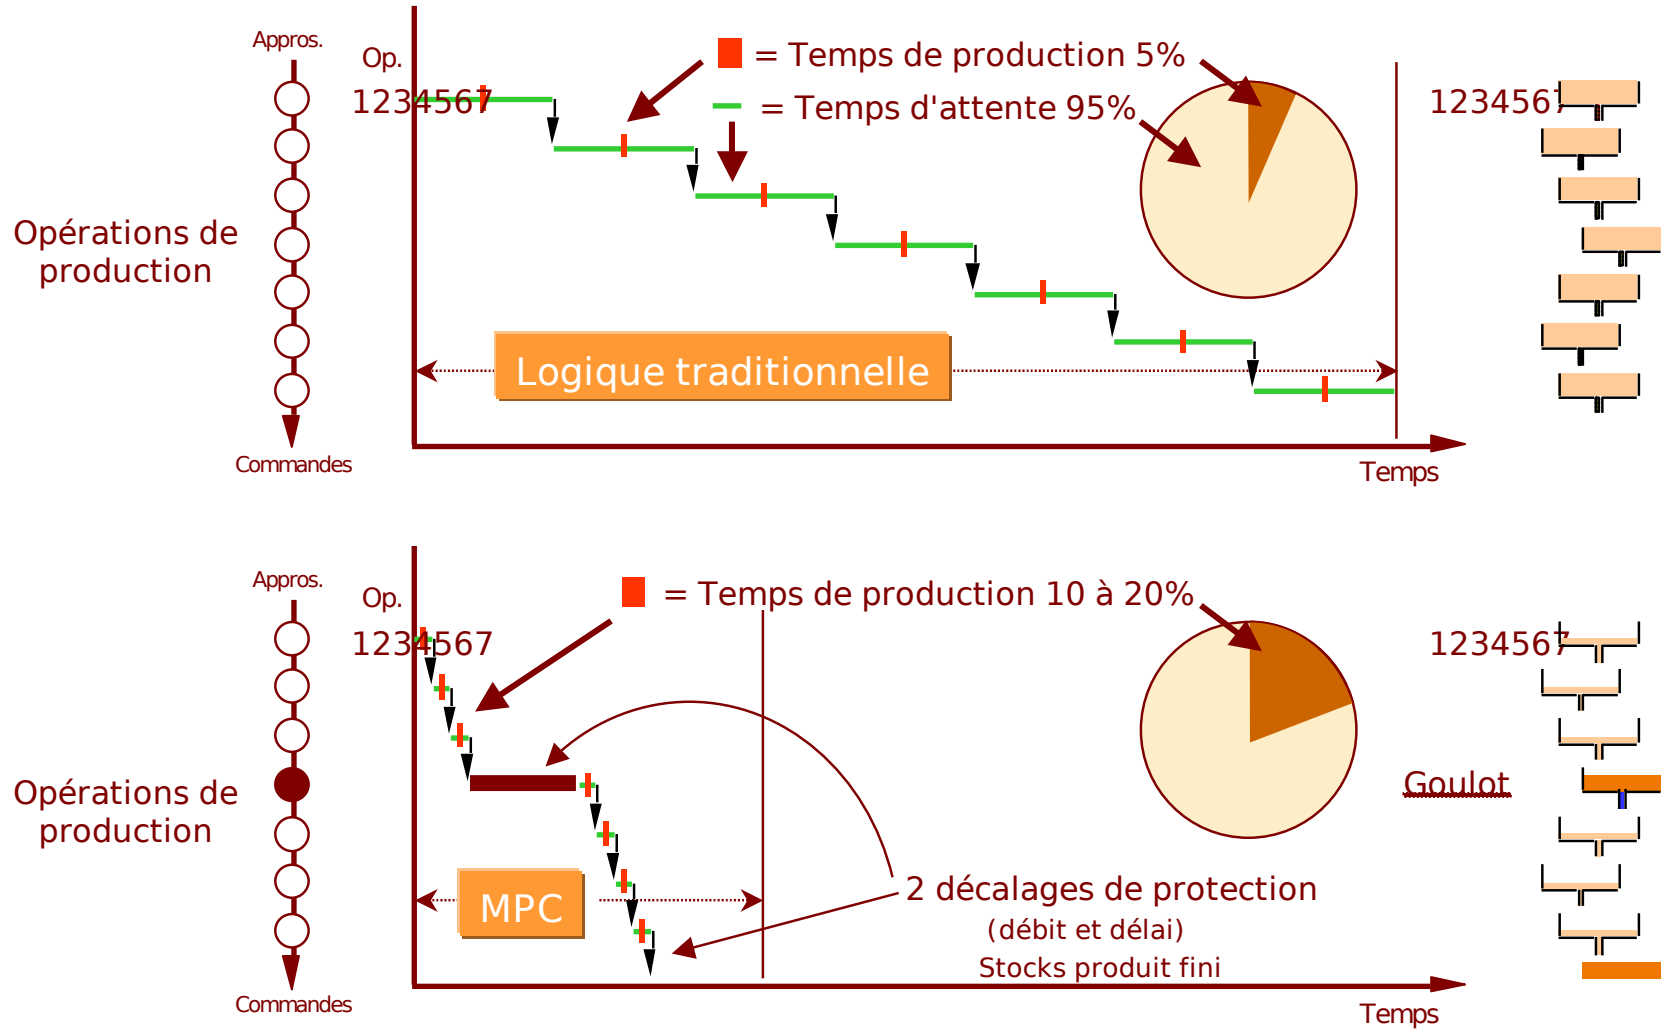 Appros.
Op.
1234567
= Temps de production 5%
= Temps d'attente 95%
1234567
Opérations de
production
Logique traditionnelle
Commandes
Temps
Appros.
Op.
1234567
= Temps de production 10 à 20%
1234567
Opérations de
production
Goulot
MPC
2 décalages de protection
(débit et délai)
Stocks produit fini
Commandes
Temps